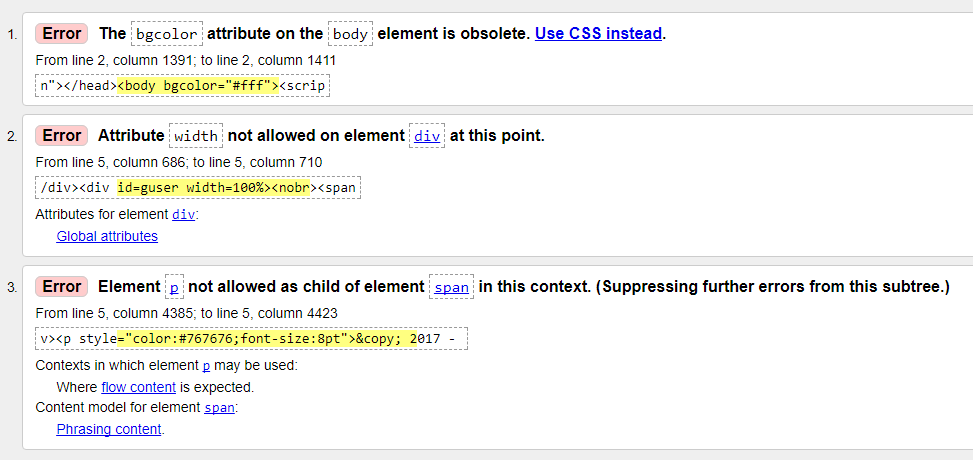 1. Error The bgcolor attribute on the body element is obsolete. Use CSS instead.
From line 2, column 1391; to line 2, column 1411
n"></head><body bgcolor="#fff"><scrip
2. Error Attribute width not allowed on element div at this point.
From line 5, column 686; to line 5, column 710
/div><div id=guser width=100%><nobr><span
Attributes for element div:
Global attributes
3. Error Element p not allowed as child of element span in this context. (Suppressing further errors from this subtree.)
From line 5, column 4385; to line 5, column 4423
v><p style="color:#767676;font-size:8pt">&copy; 2017 -
Contexts in which element p may be used:
Where flow content is expected.
Content model for element span:
Phrasing content.